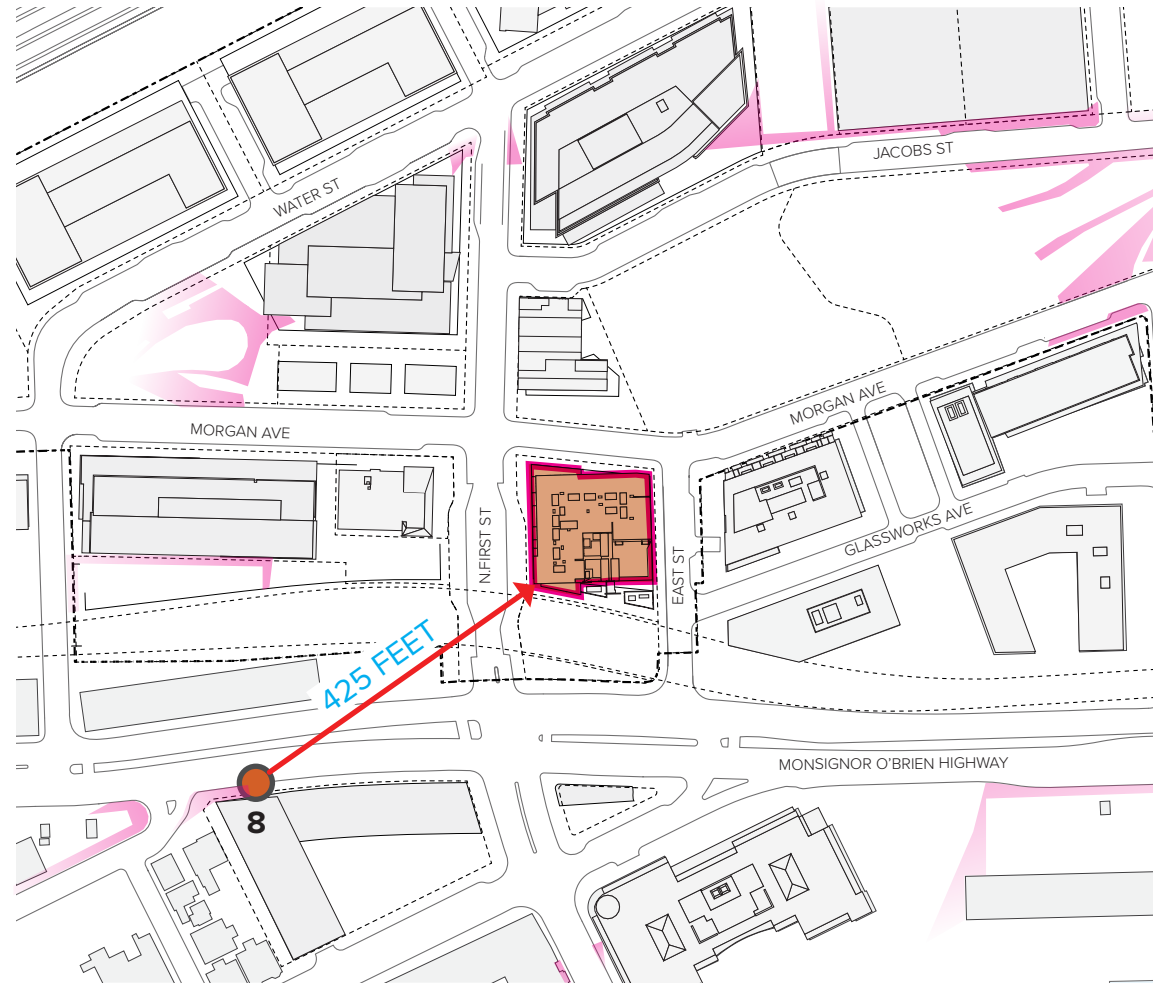 JACOBS ST
WATER ST
MORGAN AVE
MORGAN AVE
GLASSWORKS AVE
N.FIRST ST
EAST ST
425 FEET
MONSIGNOR O'BRIEN HIGHWAY
8